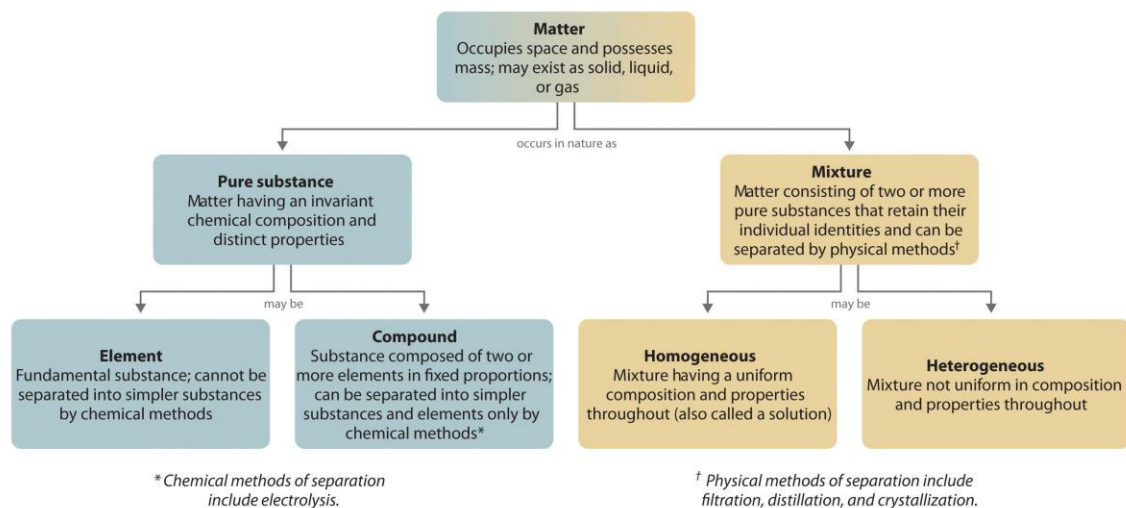 Matter
Occupies space and possesses
mass; may exist as solid, liquid,
or gas
occurs in nature as
Pure substance
Matter having an invariant
chemical composition and
distinct properties
Mixture
Matter consisting of two or more
pure substances that retain their
individual identities and can be
separated by physical methods†
may be
may be
Element
Fundamental substance; cannot be
separated into simpler substances
by chemical methods
Compound
Substance composed of two or
more elements in fixed proportions;
can be separated into simpler
substances and elements only by
chemical methods*
Homogeneous
Mixture having a uniform
composition and properties
throughout (also called a solution)
Heterogeneous
Mixture not uniform in composition
and properties throughout
* Chemical methods of separation
include electrolysis.
† Physical methods of separation include
filtration, distillation, and crystallization.